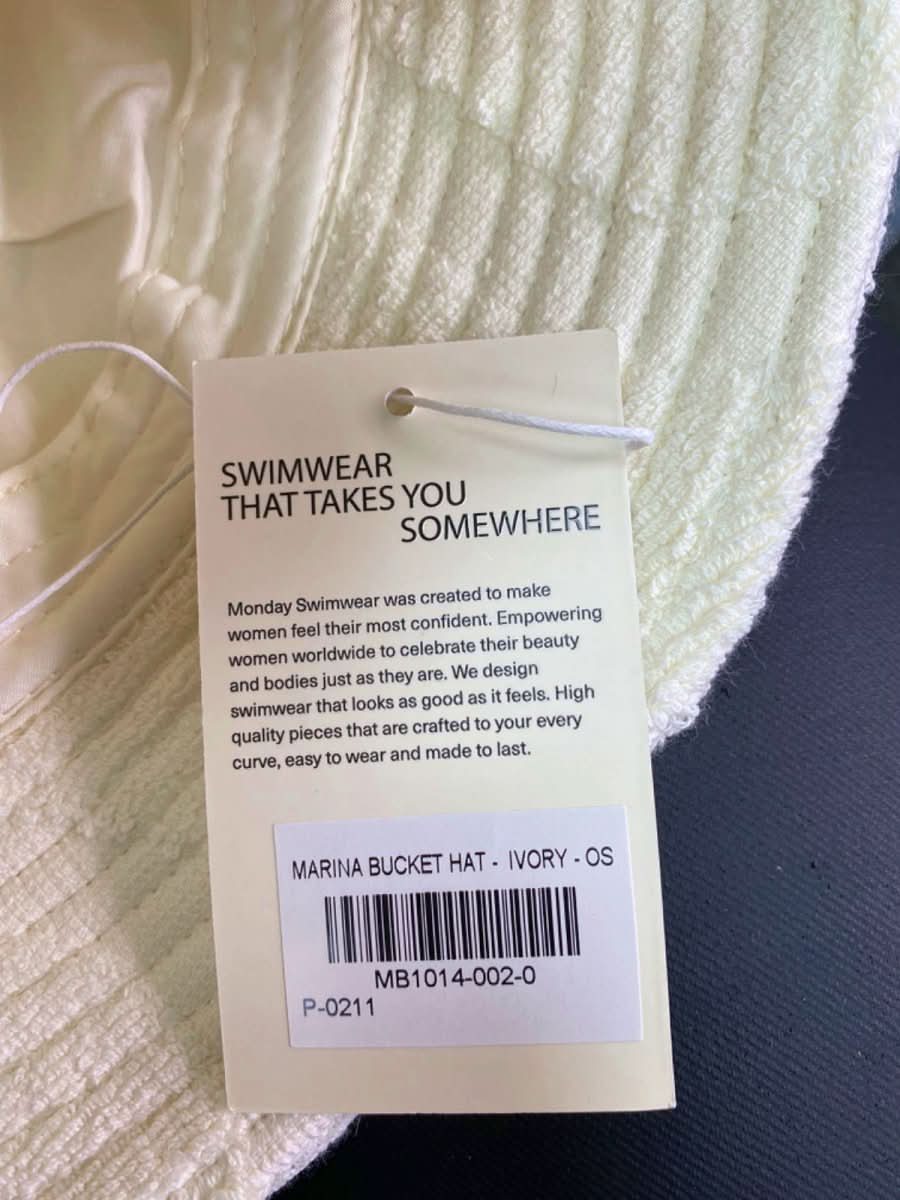 SWIMWEAR
THAT TAKES YOU
SOMEWHERE
Monday Swimwear was created to make
women feel their most confident. Empowering
women worldwide to celebrate their beauty
and bodies just as they are. We design
swimwear that looks as good as it feels. High
quality pieces that are crafted to your every
curve, easy to wear and made to last.
MARINA BUCKET HAT - IVORY - OS
MB1014-002-0
P-0211